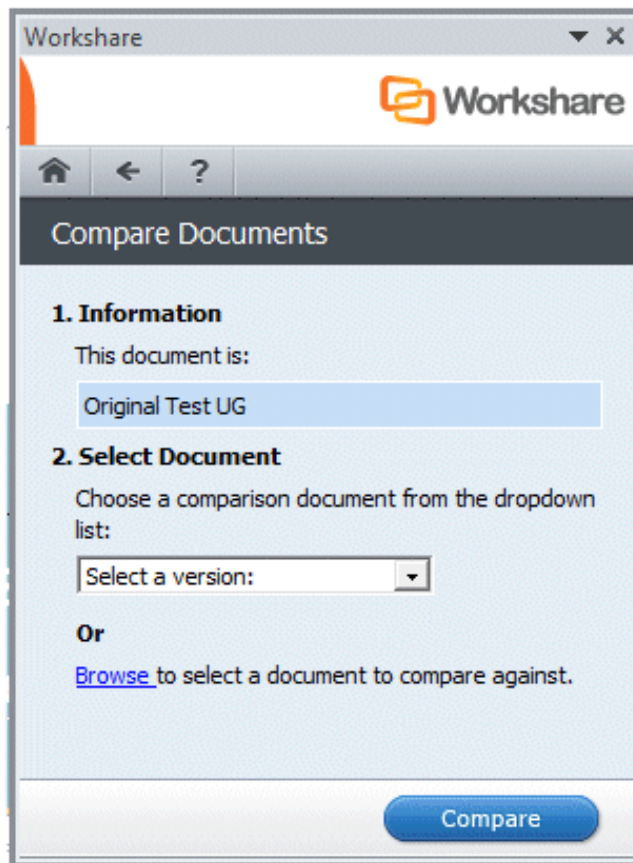 Workshare
Workshare
?
Compare Documents
1. Information
This document is:
Original Test UG
2. Select Document
Choose a comparison document from the dropdown
list:
Select a version:
Or
Browse to select a document to compare against.
Compare